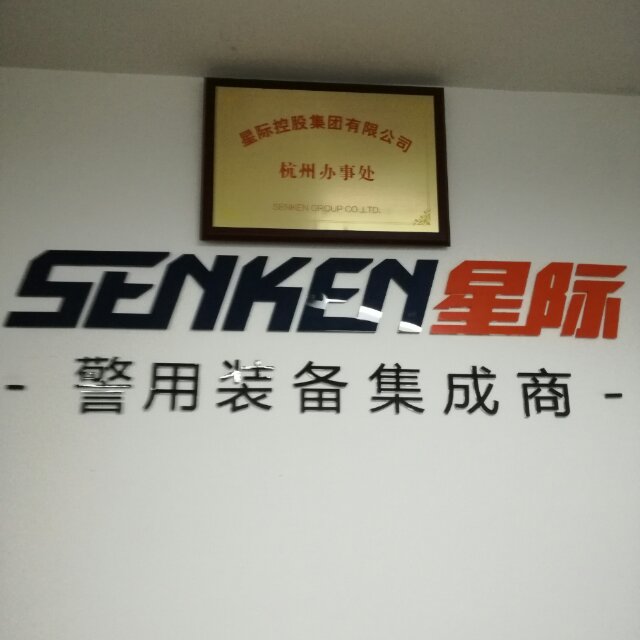 星际控股集团有限公司
杭州办事处
SENKEN GROUP CO.,LTD.
SENKEN星际
- 警用装备集成商 -